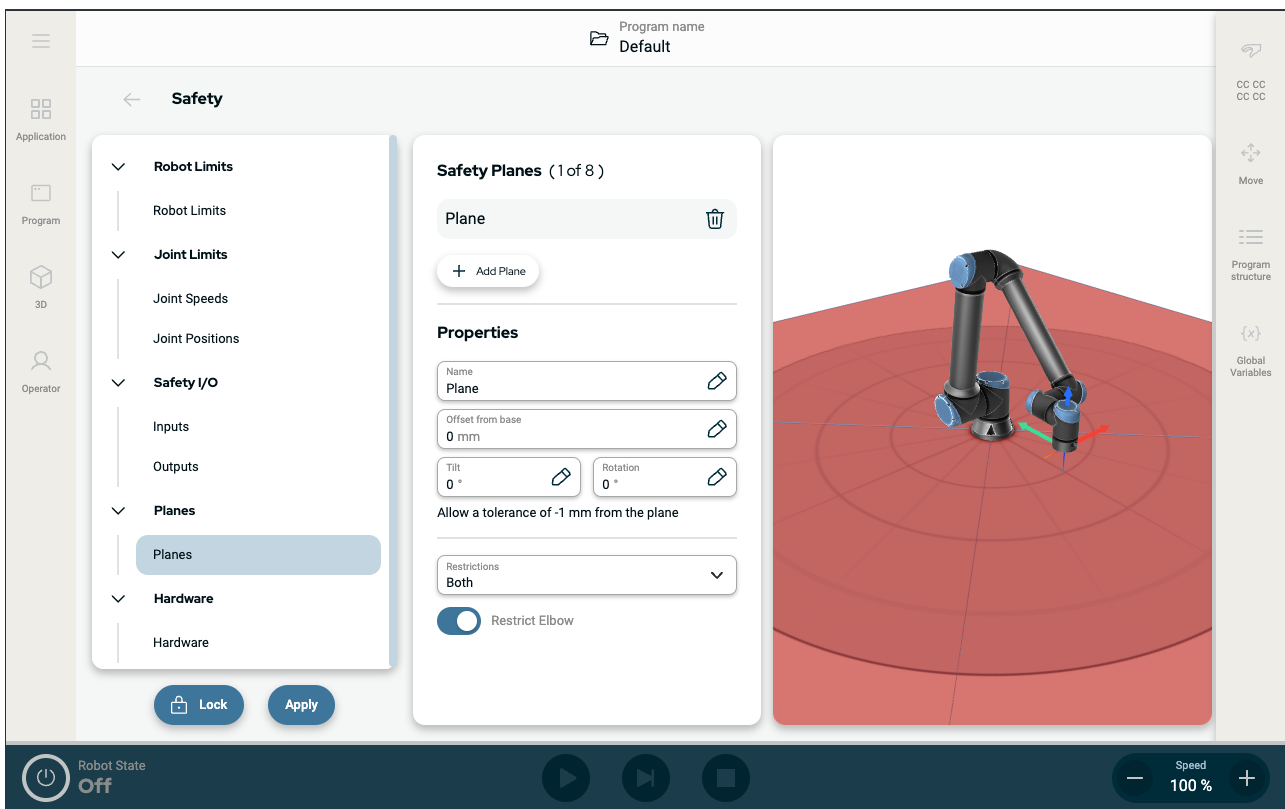 Program name
Default
Safety
Application
Program
3D
Operator
Robot Limits
Robot Limits
Joint Limits
Joint Speeds
Joint Positions
Safety I/O
Inputs
Outputs
Planes
Planes
Hardware
Hardware
Lock
Apply
Safety Planes ( 1 of 8 )
Plane
Add Plane
Properties
Name
Plane
Offset from base
0 mm
Tilt
0 °
Rotation
0 °
Allow a tolerance of -1 mm from the plane
Restrictions
Both
Restrict Elbow
CC CC
CC CC
Move
Program
structure
{x}
Global
Variables
Robot State
Off
Speed
100 %